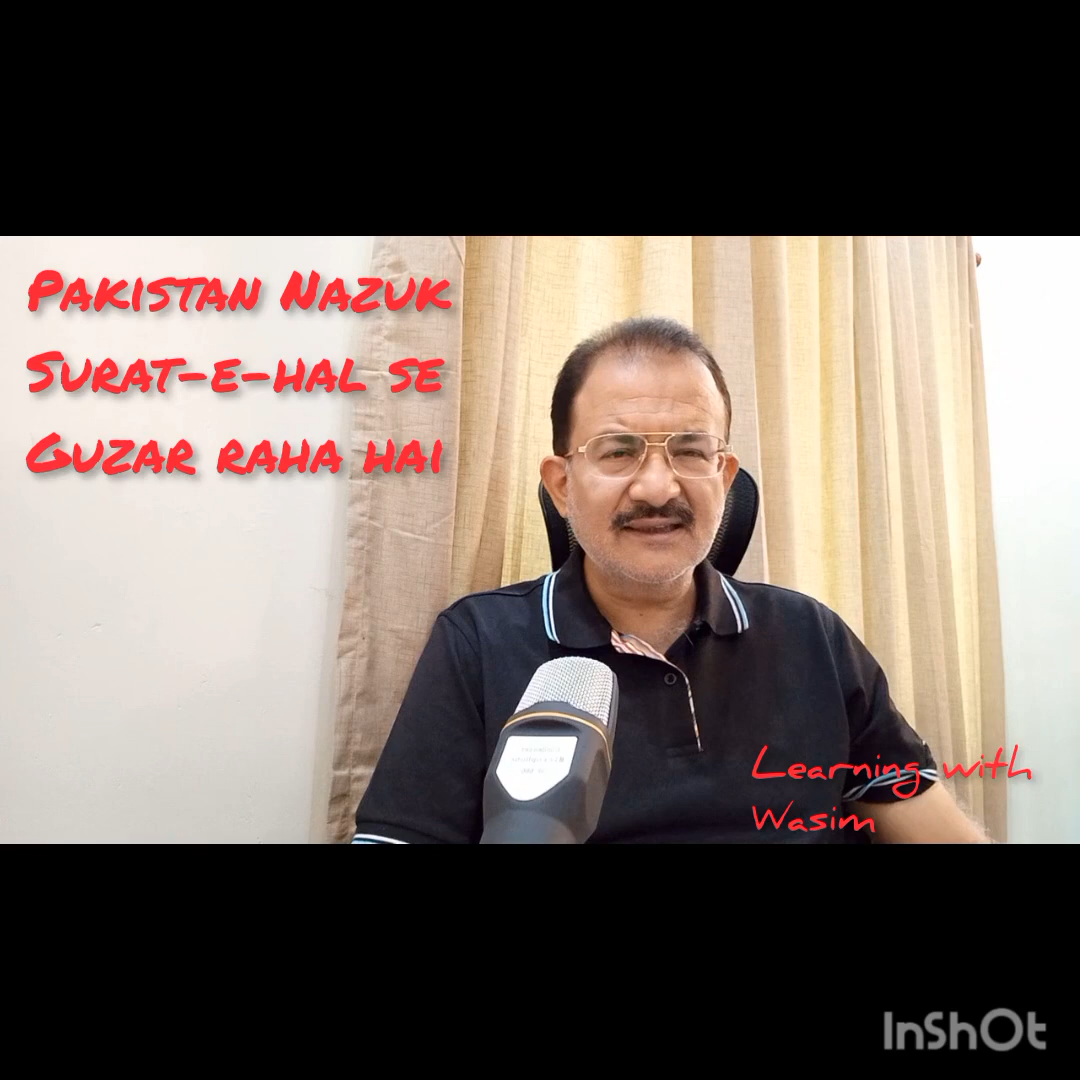 Pakistan Nazuk
Surat-e-hal se
Guzar raha hai
Learning with
Wasim
InShOt